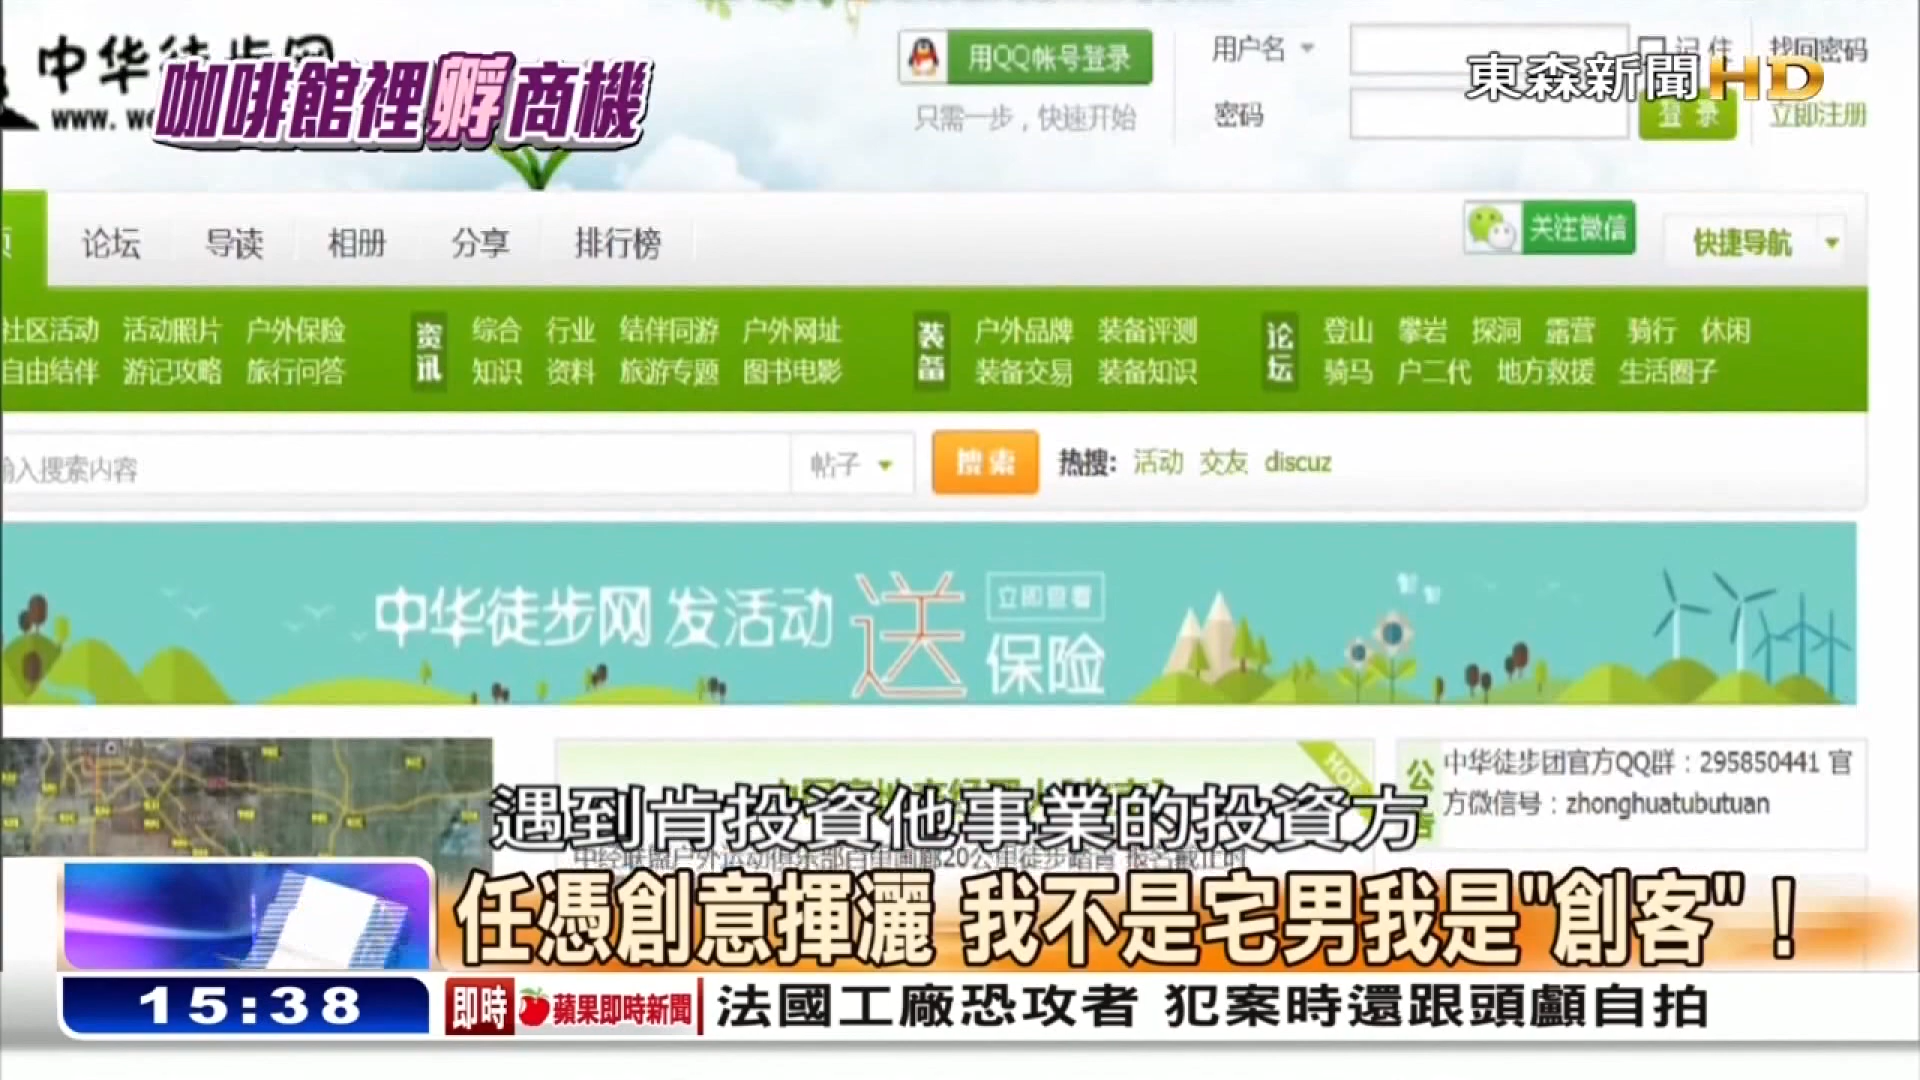 中华徒步网
www.we
咖啡館裡孵商機
用QQ帐号登录
只需一步，快速开始
用户名
记住
找回密码
密码
登录
立即注册
東森新聞HD
论坛 导读 相册 分享 排行榜
关注微信
快捷导航
社区活动 活动照片 户外保险
自由结伴 游记攻略 旅行问答
资讯
综合 行业 结伴同游 户外网址
知识 资料 旅游专题 图书电影
装备
户外品牌 装备评测
装备交易 装备知识
论坛
登山 攀岩 探洞 露营 骑行 休闲
骑马 户二代 地方救援 生活圈子
输入搜索内容
帖子
搜索
热搜: 活动 交友 discuz
中华徒步网 发活动 送 保险
立即查看
HOT
公告
中华徒步团官方QQ群：295850441 官
方微信号：zhonghuatubutuan
遇到肯投資他事業的投資方
任憑創意揮灑 我不是宅男我是"創客"！
15:38
即時 蘋果即時新聞
法國工廠恐攻者 犯案時還跟頭顱自拍